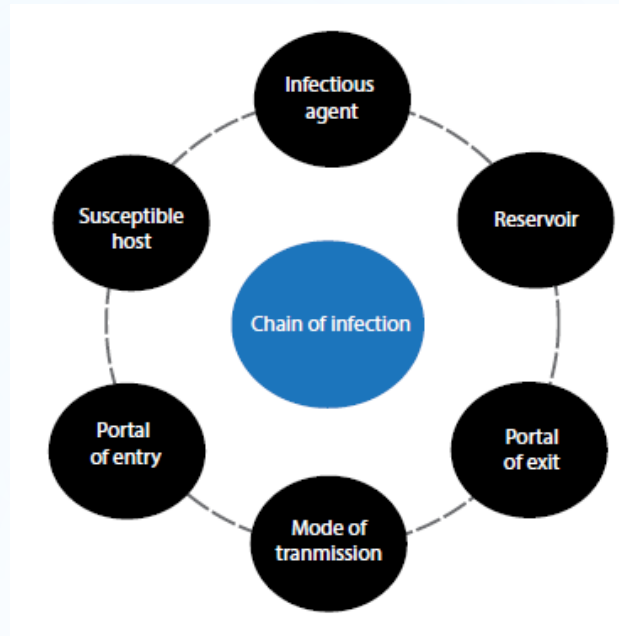 Infectious
agent
Reservoir
Portal
of exit
Mode of
tranmission
Portal
of entry
Susceptible
host
Chain of infection